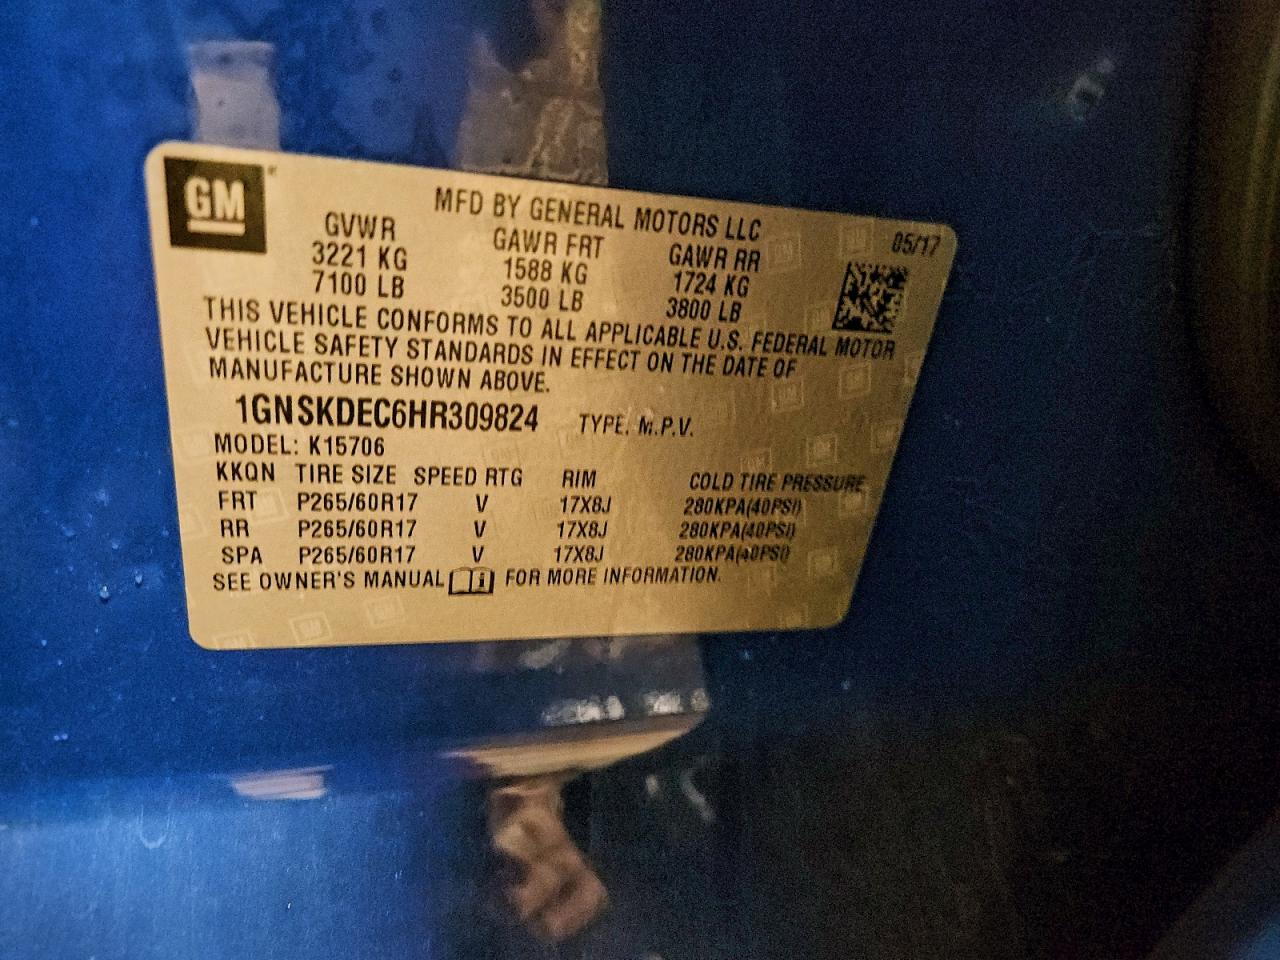 GM
MFD BY GENERAL MOTORS LLC
05/17
GVWR GAWR FRT GAWR RR
3221 KG 1588 KG 1724 KG
7100 LB 3500 LB 3800 LB
THIS VEHICLE CONFORMS TO ALL APPLICABLE U.S. FEDERAL MOTOR
VEHICLE SAFETY STANDARDS IN EFFECT ON THE DATE OF
MANUFACTURE SHOWN ABOVE.
1GNSKDEC6HR309824 TYPE: M.P.V.
MODEL: K15706
KKQN TIRE SIZE SPEED RTG RIM COLD TIRE PRESSURE
FRT P265/60R17 V 17X8J 280KPA(40PSI)
RR P265/60R17 V 17X8J 280KPA(40PSI)
SPA P265/60R17 V 17X8J 280KPA(40PSI)
SEE OWNER'S MANUAL i FOR MORE INFORMATION.